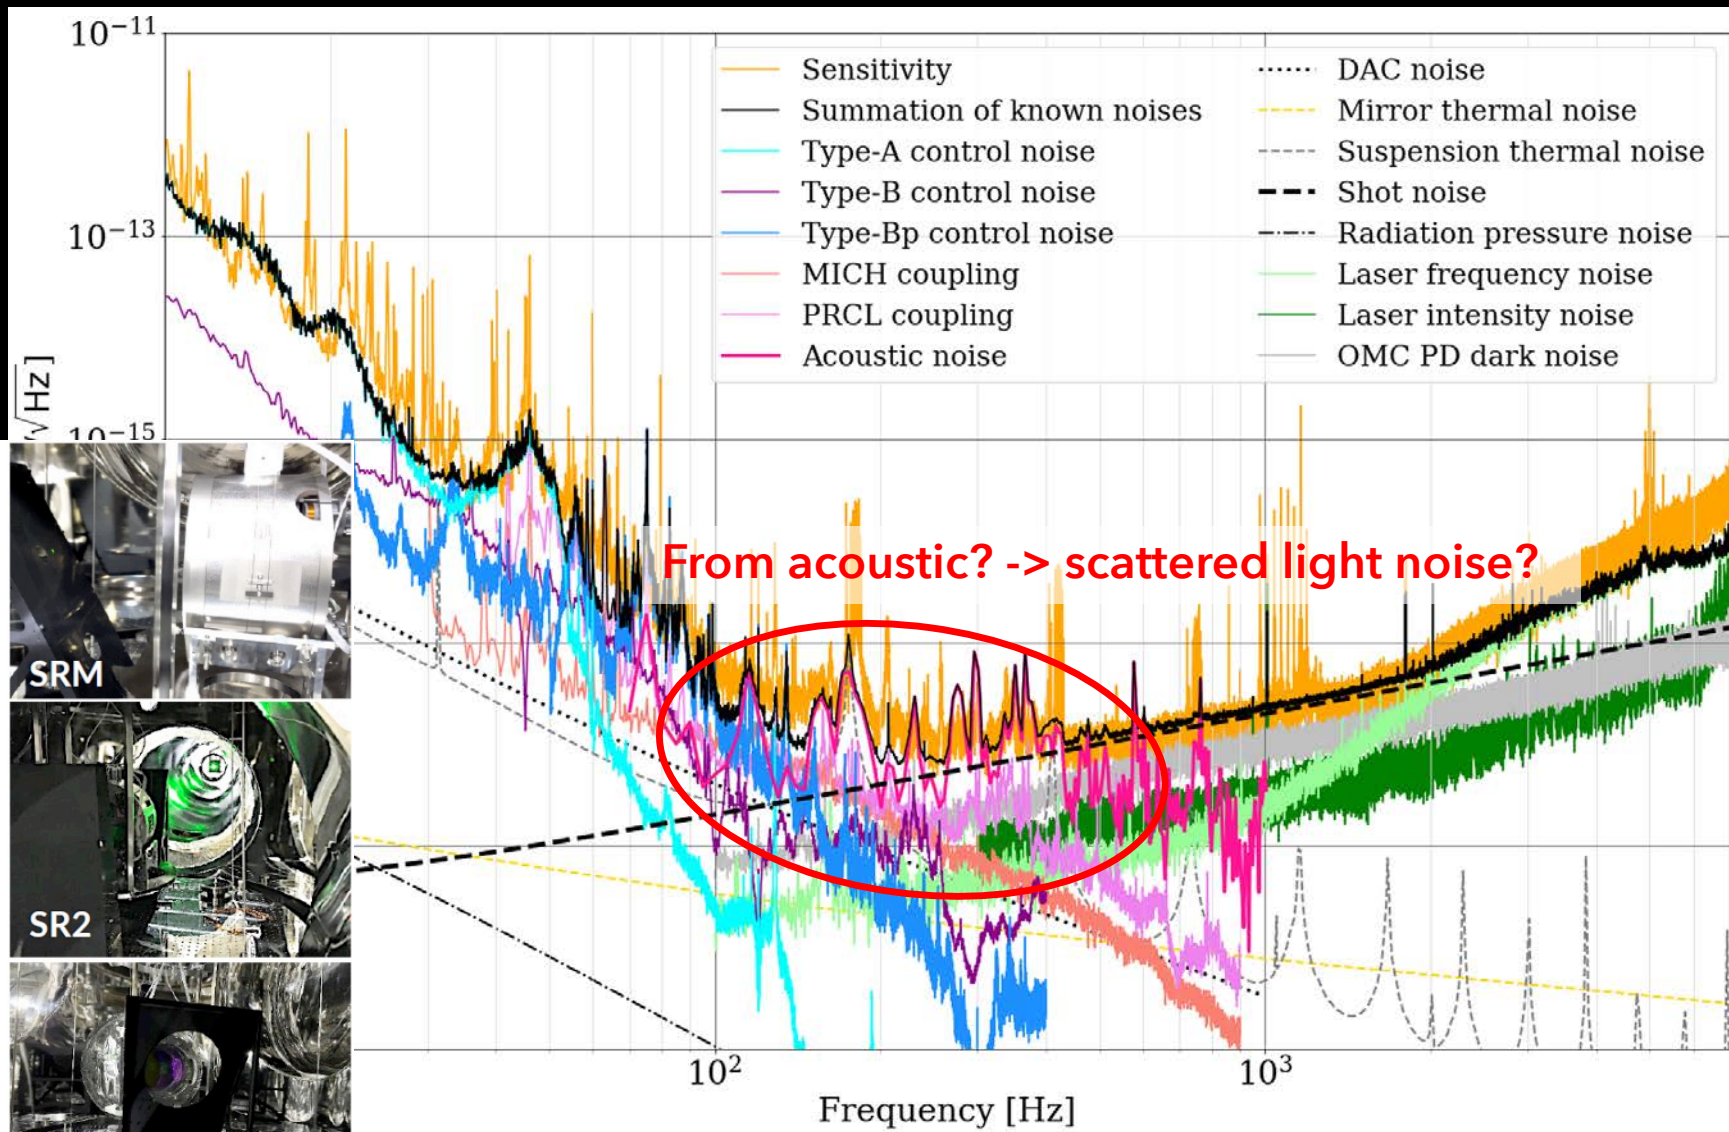 10⁻¹¹
10⁻¹³
10⁻¹⁵
/√Hz]
Sensitivity
Summation of known noises
Type-A control noise
Type-B control noise
Type-Bp control noise
MICH coupling
PRCL coupling
Acoustic noise
DAC noise
Mirror thermal noise
Suspension thermal noise
Shot noise
Radiation pressure noise
Laser frequency noise
Laser intensity noise
OMC PD dark noise
From acoustic? -> scattered light noise?
SRM
SR2
10²
10³
Frequency [Hz]